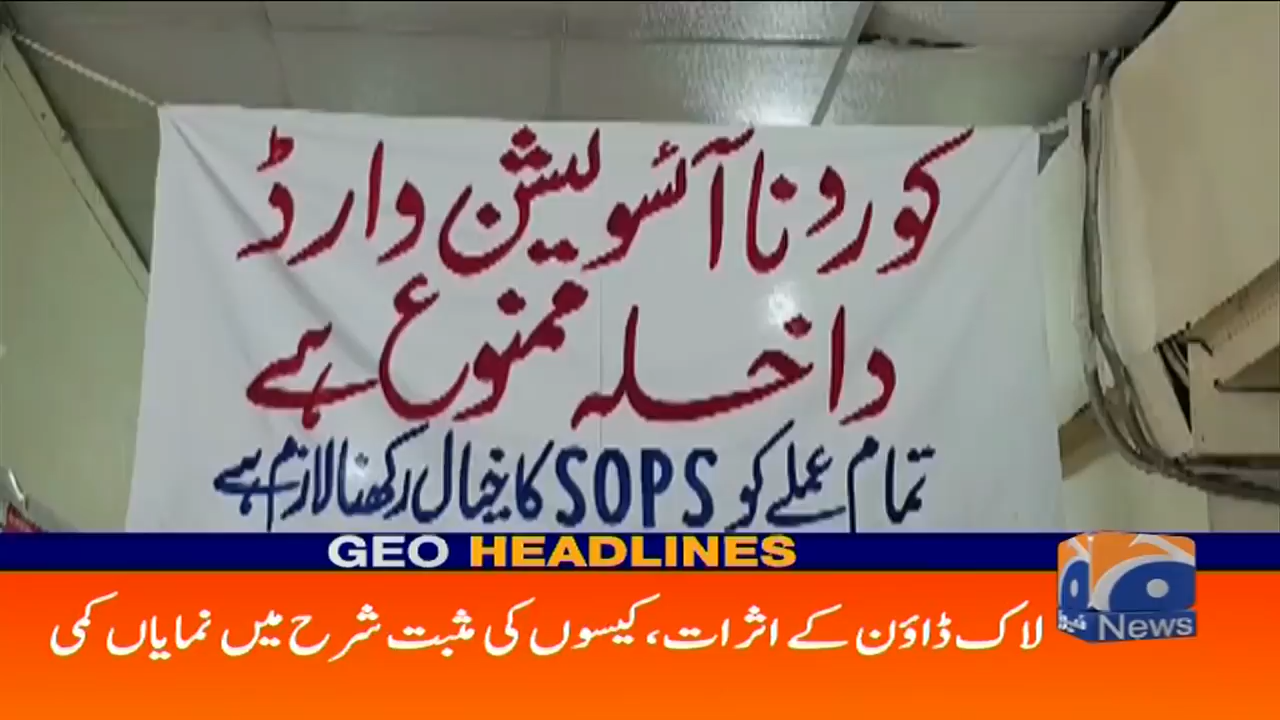 کورونا آئسولیشن وارڈ
داخلہ ممنوع ہے
تمام عملے کو SOPS کا خیال رکھنا لازم ہے
GEO HEADLINES
لاک ڈاؤن کے اثرات، کیسوں کی مثبت شرح میں نمایاں کمی
نیوز News